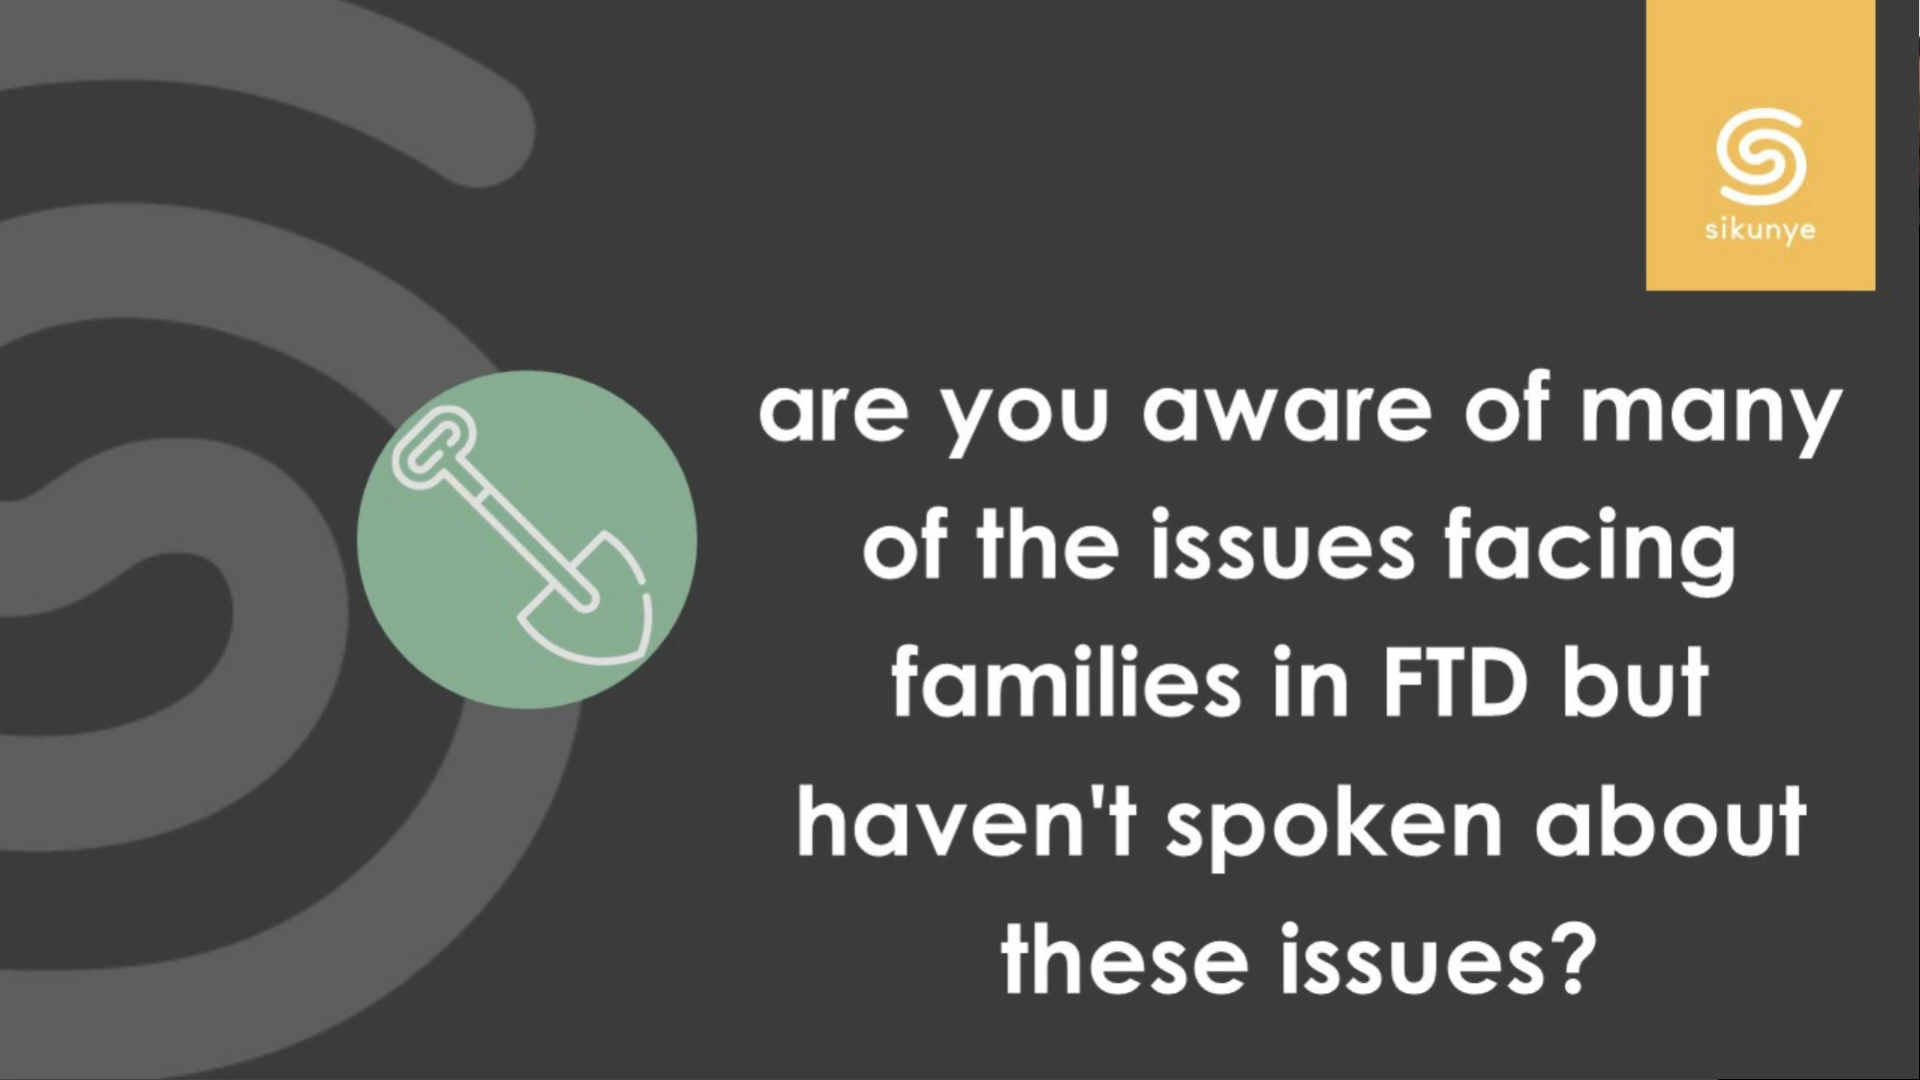 sikunye
are you aware of many
of the issues facing
families in FTD but
haven't spoken about
these issues?